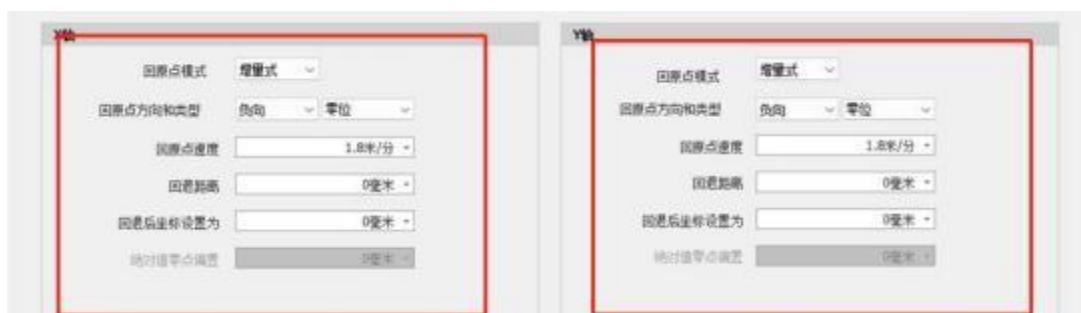 X轴
回原点模式 增量式
回原点方向和类型 负向 零位
回原点速度 1.8米/分
回退距离 0毫米
回退后坐标设置为 0毫米
绝对值零点偏置 0毫米
Y轴
回原点模式 增量式
回原点方向和类型 负向 零位
回原点速度 1.8米/分
回退距离 0毫米
回退后坐标设置为 0毫米
绝对值零点偏置 0毫米